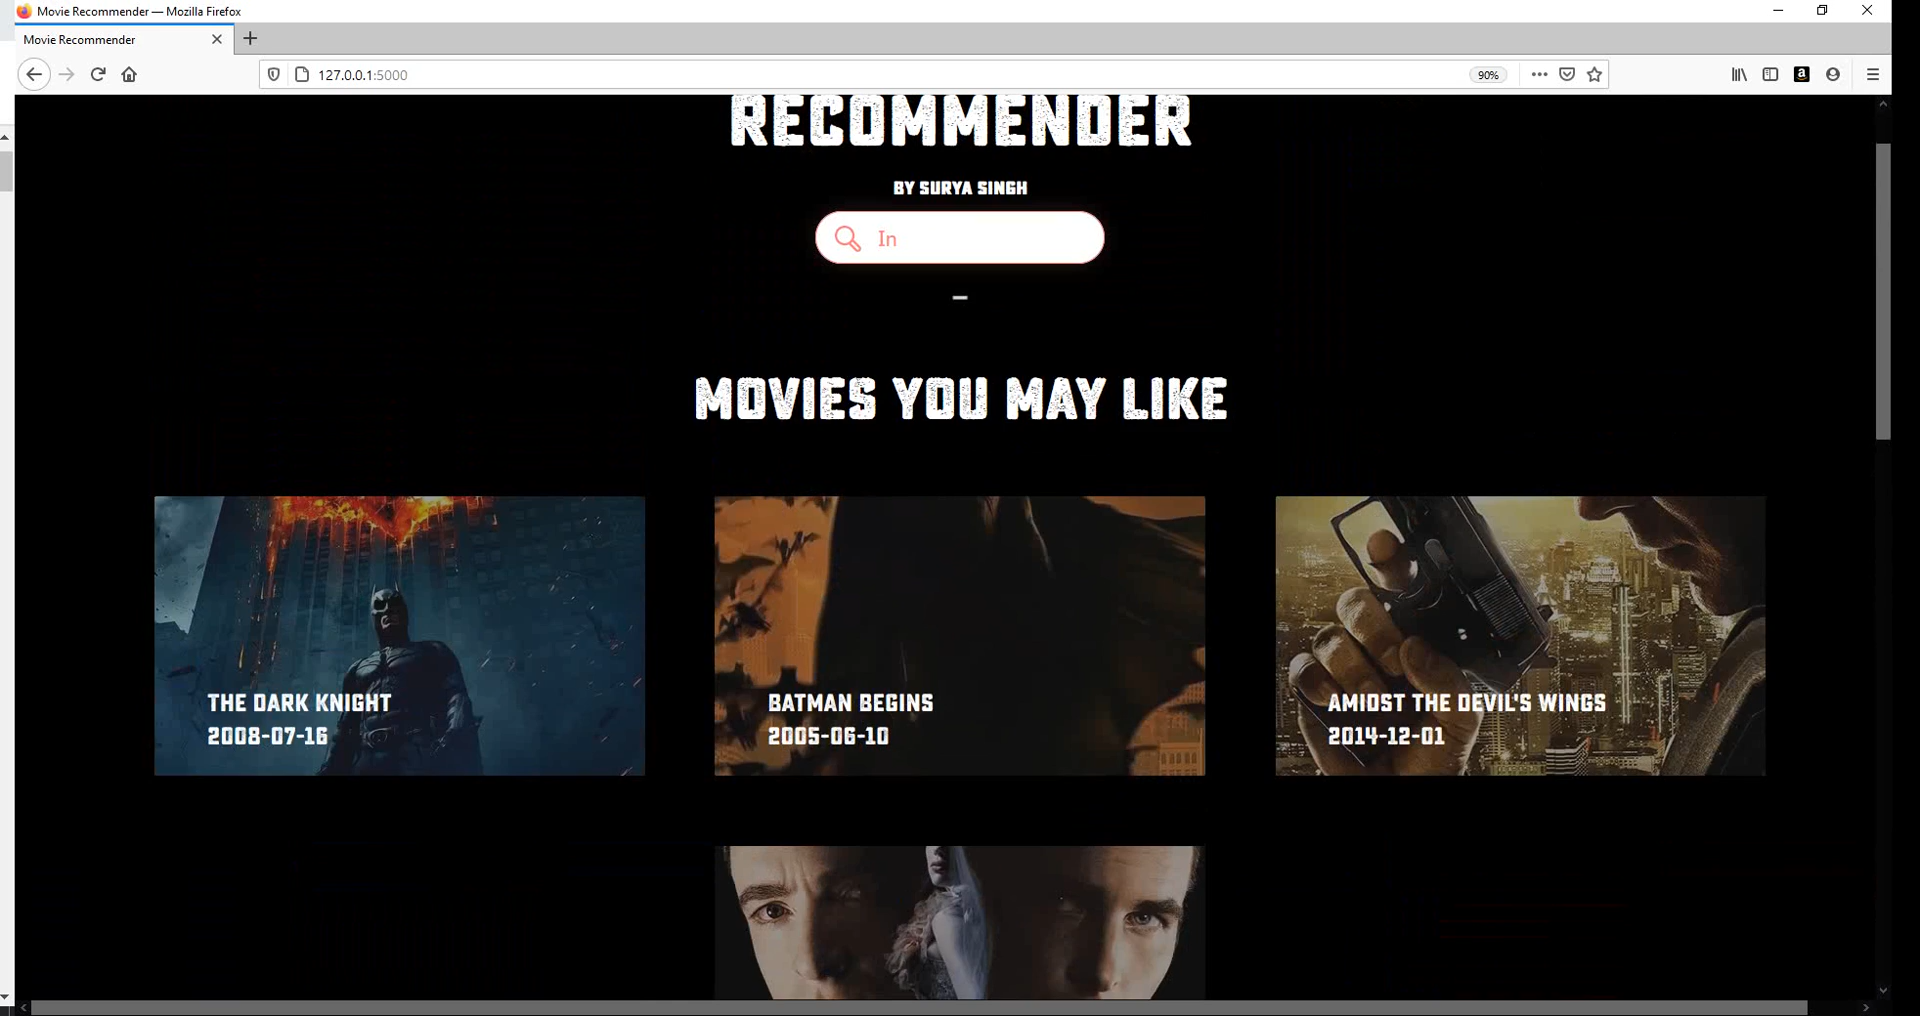 Movie Recommender — Mozilla Firefox
Movie Recommender
127.0.0.1:5000
90%
RECOMMENDER
BY SURYA SINGH
In
MOVIES YOU MAY LIKE
THE DARK KNIGHT
2008-07-16
BATMAN BEGINS
2005-06-10
AMIDST THE DEVIL'S WINGS
2014-12-01